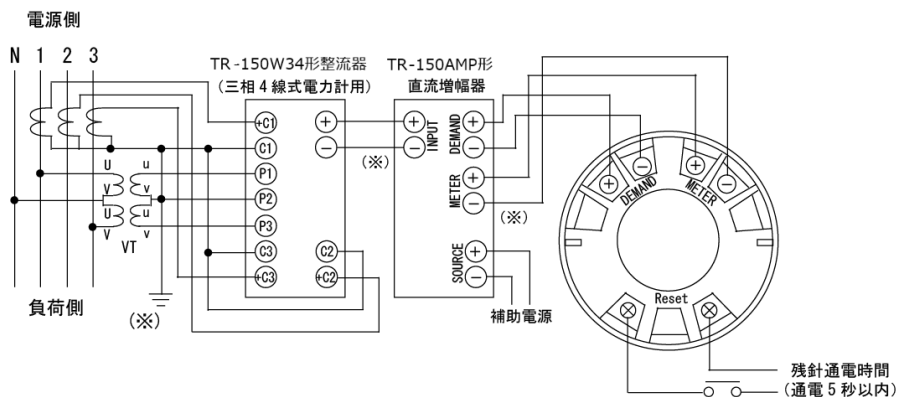 電源側
N 1 2 3
TR-150W34形整流器
(三相4線式電力計用)
TR-150AMP形
直流増幅器
+C1
C1
P1
P2
P3
C3
+C3
+
−
C2
+C2
(※)
+
−
INPUT
+
−
DEMAND
+
−
METER
+
−
SOURCE
(※)
補助電源
U u
V v
U u
V v
VT
負荷側
(※)
+
−
DEMAND
+
−
METER
Reset
残針通電時間
(通電5秒以内)